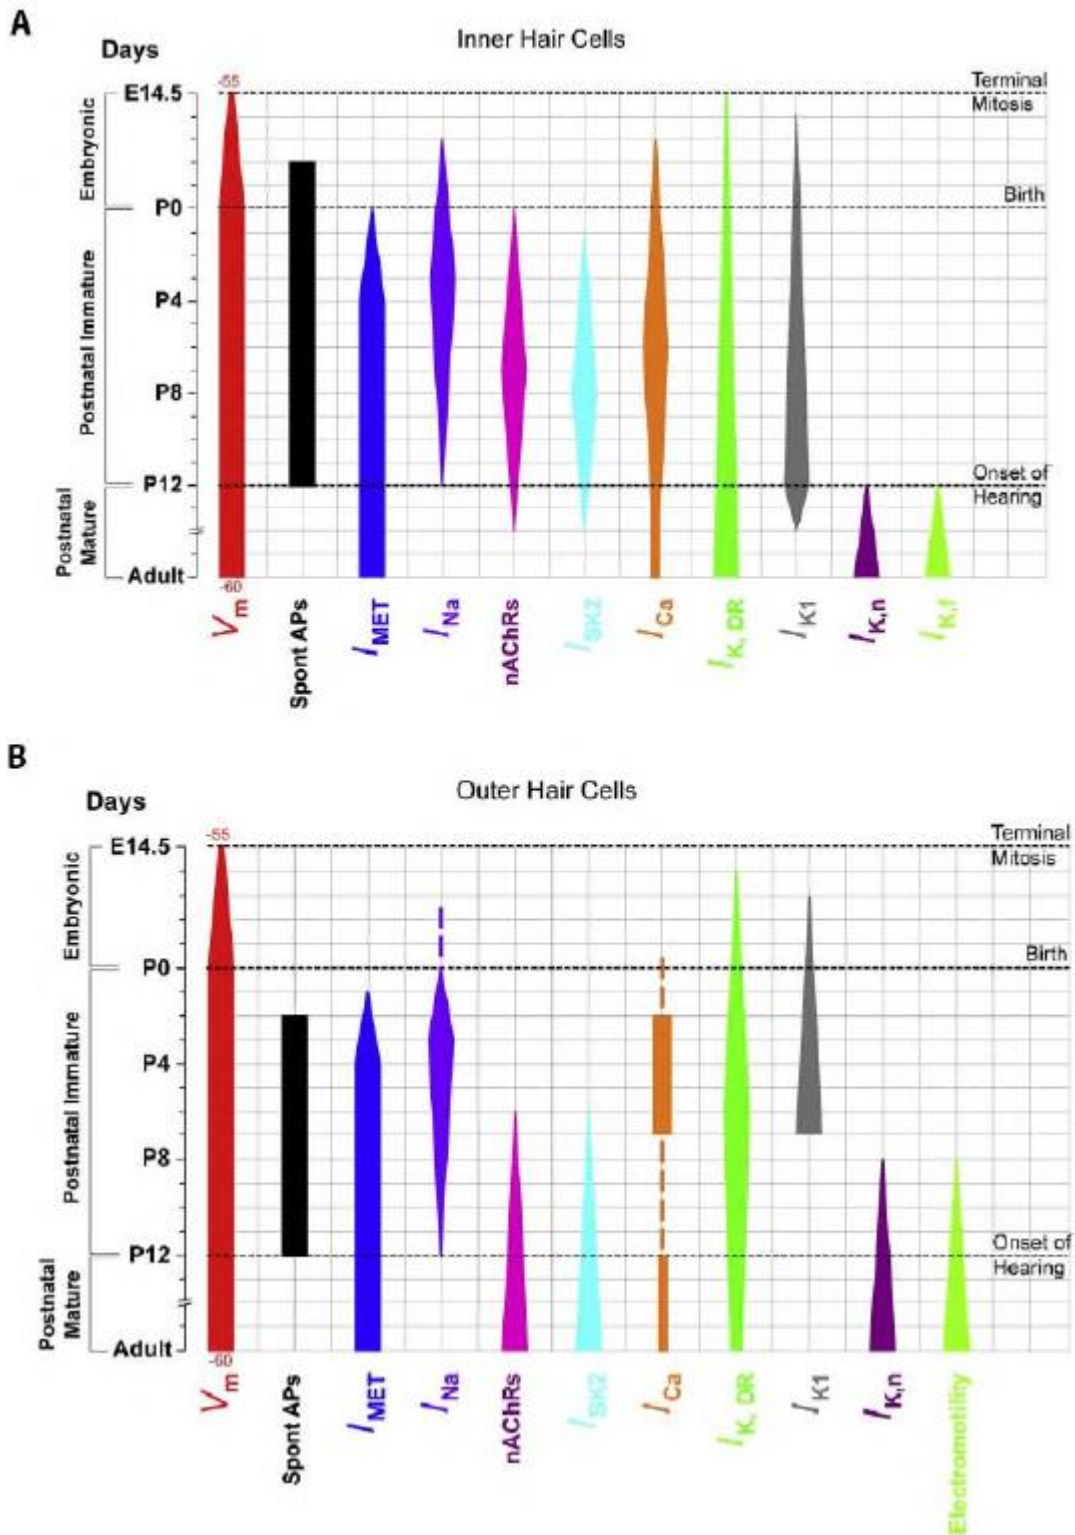 A
Inner Hair Cells
Days
-55
Terminal
E14.5
Mitosis
Embryonic
Birth
P0
Postnatal Immature
P4
P8
Onset of
P12
Hearing
Postnatal
Mature
Adult
-60
Vm
Spont APs
IMET
INa
nAChRs
ISK2
ICa
IK, DR
IK1
IK,n
IK,f
B
Outer Hair Cells
Days
-55
Terminal
E14.5
Mitosis
Embryonic
Birth
P0
Postnatal Immature
P4
P8
Onset of
P12
Hearing
Postnatal
Mature
Adult
-60
Vm
Spont APs
IMET
INa
nAChRs
ISK2
ICa
IK, DR
IK1
IK,n
Electromotility